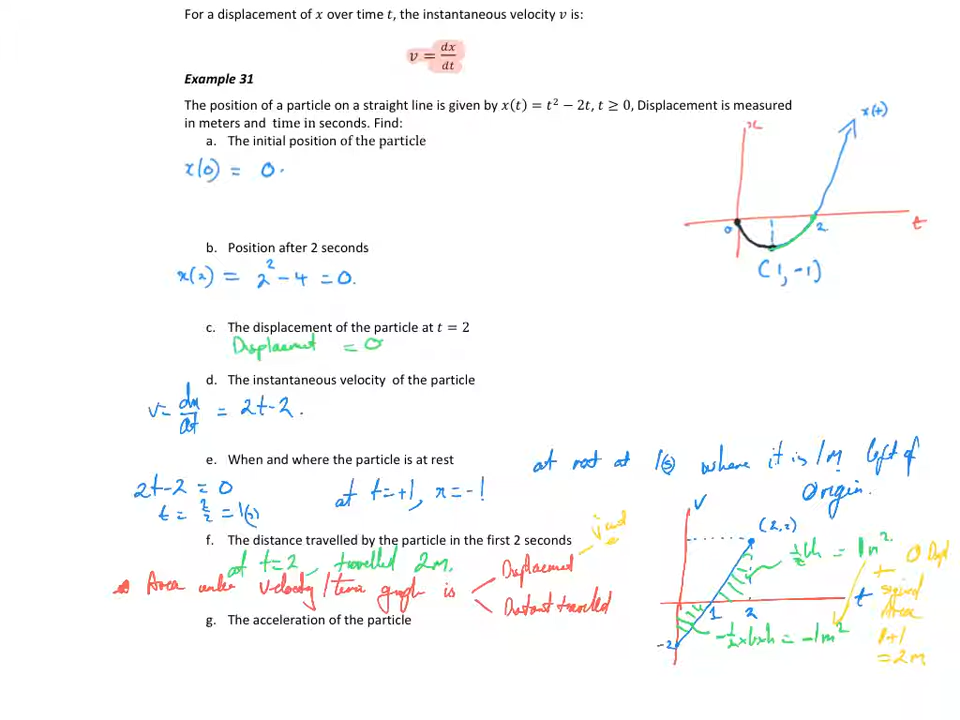 For a displacement of x over time t, the instantaneous velocity v is:
v = dx/dt
Example 31
The position of a particle on a straight line is given by x(t) = t² − 2t, t ≥ 0, Displacement is measured
in meters and time in seconds. Find:
a. The initial position of the particle
x(0) = 0.
x
x(t)
0
2
t
(1, -1)
b. Position after 2 seconds
x(2) = 2² - 4 = 0.
c. The displacement of the particle at t = 2
Displacement = 0
d. The instantaneous velocity of the particle
v = dx/dt = 2t-2.
e. When and where the particle is at rest
2t-2 = 0
t = 2/2 = 1(s)
at t=+1, x=-1
at rest at 1(s) where it is 1m left of
Origin.
f. The distance travelled by the particle in the first 2 seconds
at t=2, travelled 2m.
Area under velocity/time graph is
Displacement
Distant travelled
g. The acceleration of the particle
v
(2,2)
1
2
t
-2
= 1m²
= -1m²
signed
Area
1+1
= 2m